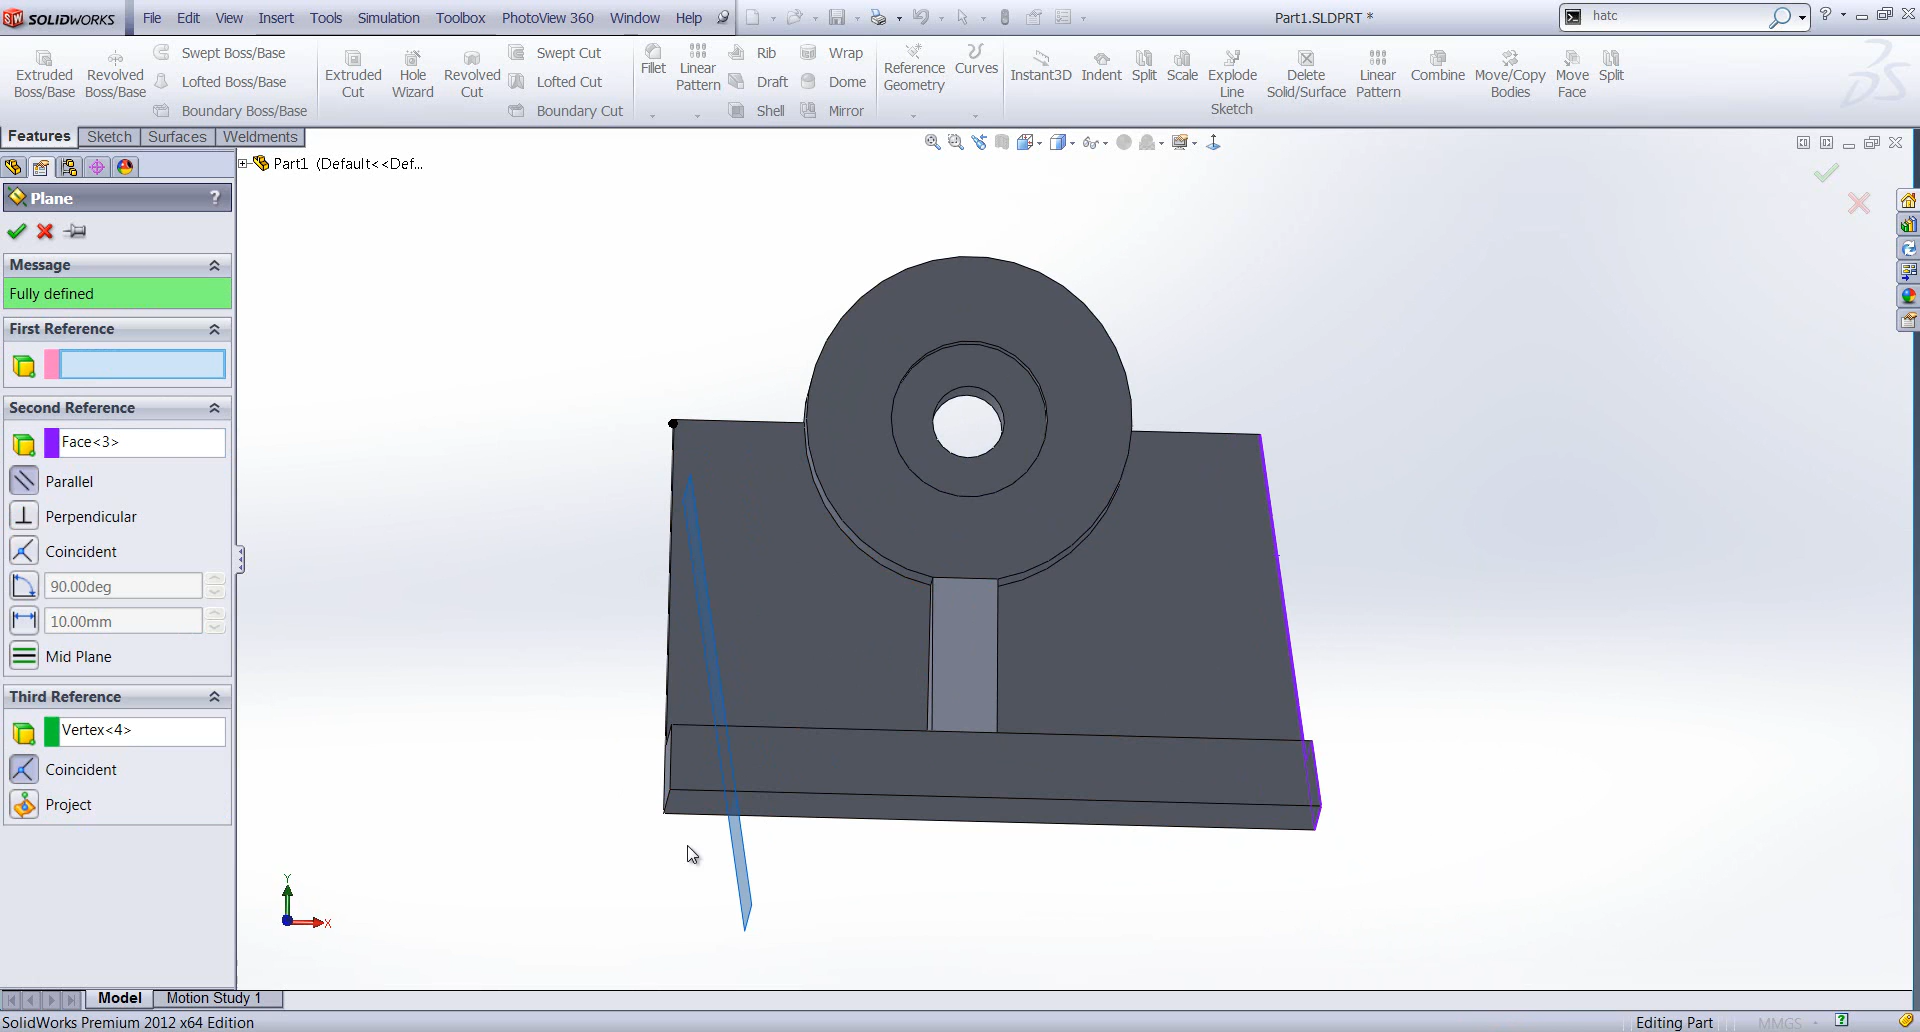 SOLIDWORKS
File Edit View Insert Tools Simulation Toolbox PhotoView 360 Window Help
Part1.SLDPRT *
hatc
?
Extruded Boss/Base
Revolved Boss/Base
Swept Boss/Base
Lofted Boss/Base
Boundary Boss/Base
Extruded Cut
Hole Wizard
Revolved Cut
Swept Cut
Lofted Cut
Boundary Cut
Fillet
Linear Pattern
Rib
Draft
Shell
Wrap
Dome
Mirror
Reference Geometry
Curves
Instant3D
Indent
Split
Scale
Explode Line Sketch
Delete Solid/Surface
Linear Pattern
Combine
Move/Copy Bodies
Move Face
Split
Features Sketch Surfaces Weldments
Part1 (Default<<Def...
Plane ?
Message
Fully defined
First Reference
Second Reference
Face<3>
Parallel
Perpendicular
Coincident
90.00deg
10.00mm
Mid Plane
Third Reference
Vertex<4>
Coincident
Project
Y
X
Model Motion Study 1
SolidWorks Premium 2012 x64 Edition
Editing Part
MMGS
?